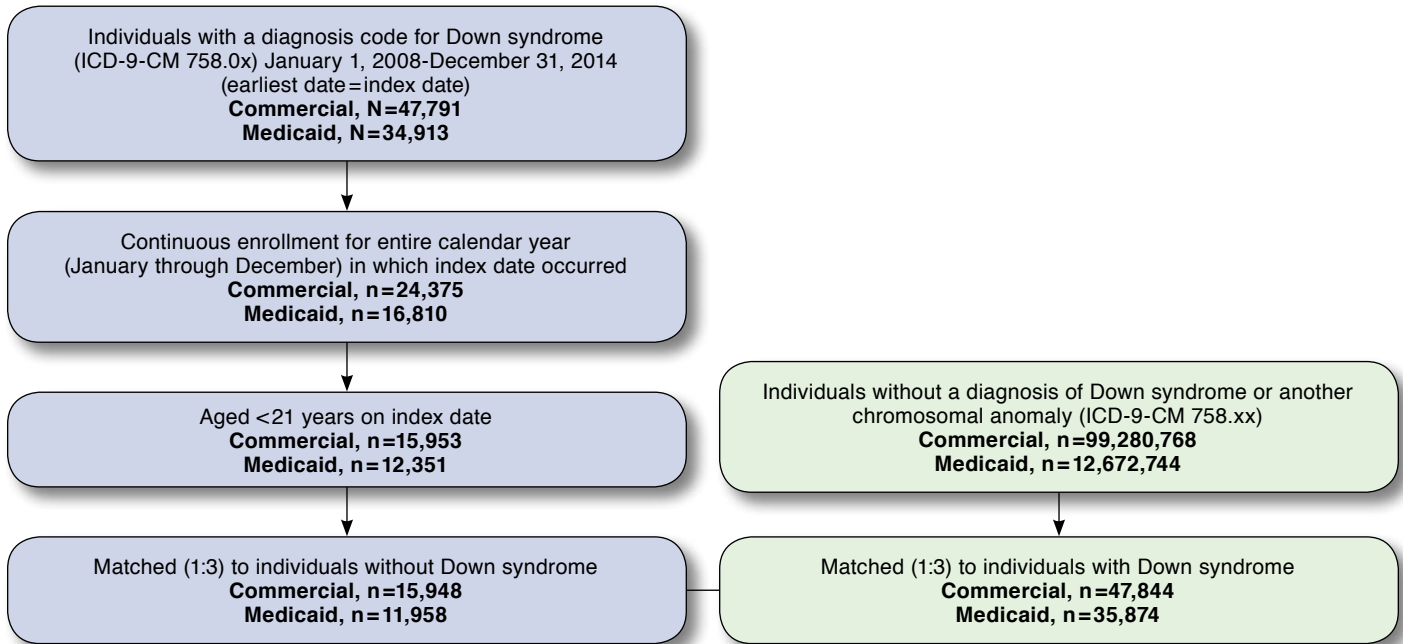 Individuals with a diagnosis code for Down syndrome
(ICD-9-CM 758.0x) January 1, 2008-December 31, 2014
(earliest date=index date)
Commercial, N=47,791
Medicaid, N=34,913
Continuous enrollment for entire calendar year
(January through December) in which index date occurred
Commercial, n=24,375
Medicaid, n=16,810
Aged <21 years on index date
Commercial, n=15,953
Medicaid, n=12,351
Individuals without a diagnosis of Down syndrome or another
chromosomal anomaly (ICD-9-CM 758.xx)
Commercial, n=99,280,768
Medicaid, n=12,672,744
Matched (1:3) to individuals without Down syndrome
Commercial, n=15,948
Medicaid, n=11,958
Matched (1:3) to individuals with Down syndrome
Commercial, n=47,844
Medicaid, n=35,874